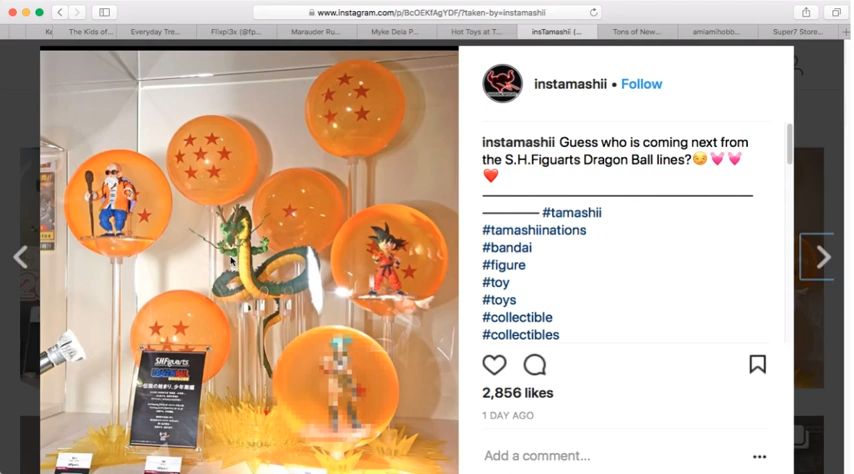 www.instagram.com/p/BcOEKfAgYDF/?taken-by=instamashii
Ke
The Kids of...
Everyday Tre...
Flixpi3x (@fp...
Marauder Ru...
Myke Dela P...
Hot Toys at T...
insTamashii (...
Tons of New...
amiamihobb...
Super7 Store...
instamashii • Follow
instamashii Guess who is coming next from
the S.H.Figuarts Dragon Ball lines?😏💓💓
❤️
#tamashii
#tamashiinations
#bandai
#figure
#toy
#toys
#collectible
#collectibles
2,856 likes
1 DAY AGO
Add a comment...
S.H.Figuarts